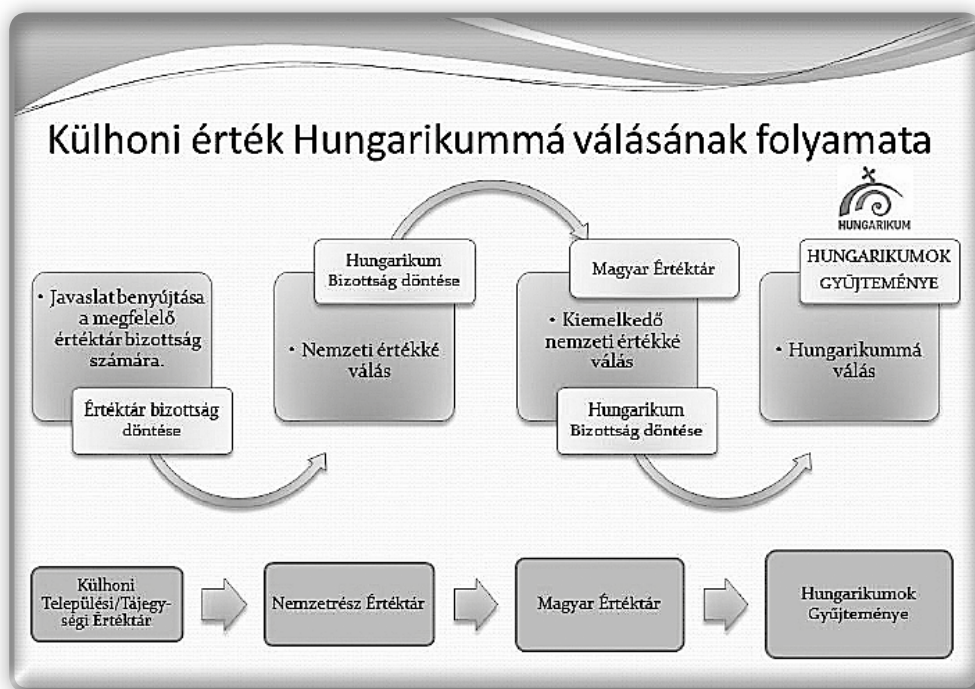 Külhoni érték Hungarikummá válásának folyamata
HUNGARIKUM
• Javaslat benyújtása
a megfelelő
értéktár bizottság
számára.
Értéktár bizottság
döntése
Hungarikum
Bizottság döntése
• Nemzeti értékké
válás
Magyar Értéktár
• Kiemelkedő
nemzeti értékké
válás
Hungarikum
Bizottság döntése
HUNGARIKUMOK
GYŰJTEMÉNYE
• Hungarikummá
válás
Külhoni
Települési/Tájegy-
ségi Értéktár
Nemzetrész Értéktár
Magyar Értéktár
Hungarikumok
Gyűjteménye